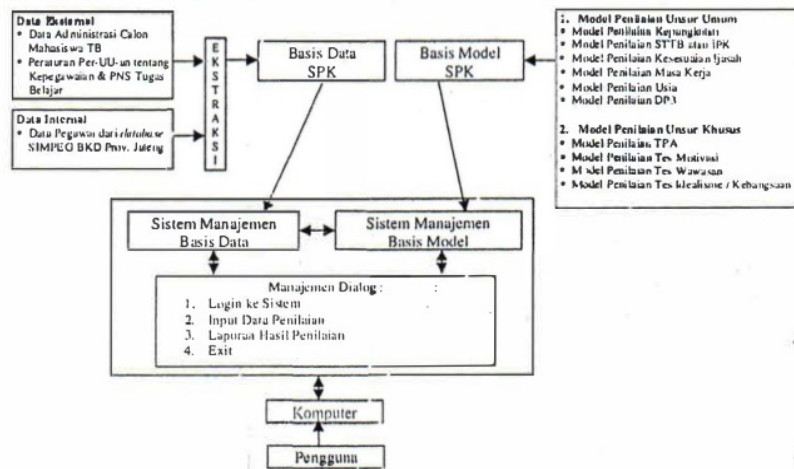 Data Eksternal
• Data Administrasi Calon
Mahasiswa TB
• Peraturan Per-UU-an tentang
Kepegawaian & PNS Tugas
Belajar
Data Internal
• Data Pegawai dari database
SIMPEG BKD Prov. Jateng
EKSTRAKSI
Basis Data
SPK
Basis Model
SPK
1. Model Penilaian Unsur Umum
• Model Penilaian Kepangkatan
• Model Penilaian STTB atau IPK
• Model Penilaian Kesesuaian Ijasah
• Model Penilaian Masa Kerja
• Model Penilaian Usia
• Model Penilaian DP3
2. Model Penilaian Unsur Khusus
• Model Penilaian TPA
• Model Penilaian Tes Motivasi
• Model Penilaian Tes Wawasan
• Model Penilaian Tes Idealisme / Kebangsaan
Sistem Manajemen
Basis Data
Sistem Manajemen
Basis Model
Manajemen Dialog : :
1. Login ke Sistem
2. Input Data Penilaian
3. Laporan Hasil Penilaian
4. Exit
Komputer
Pengguna